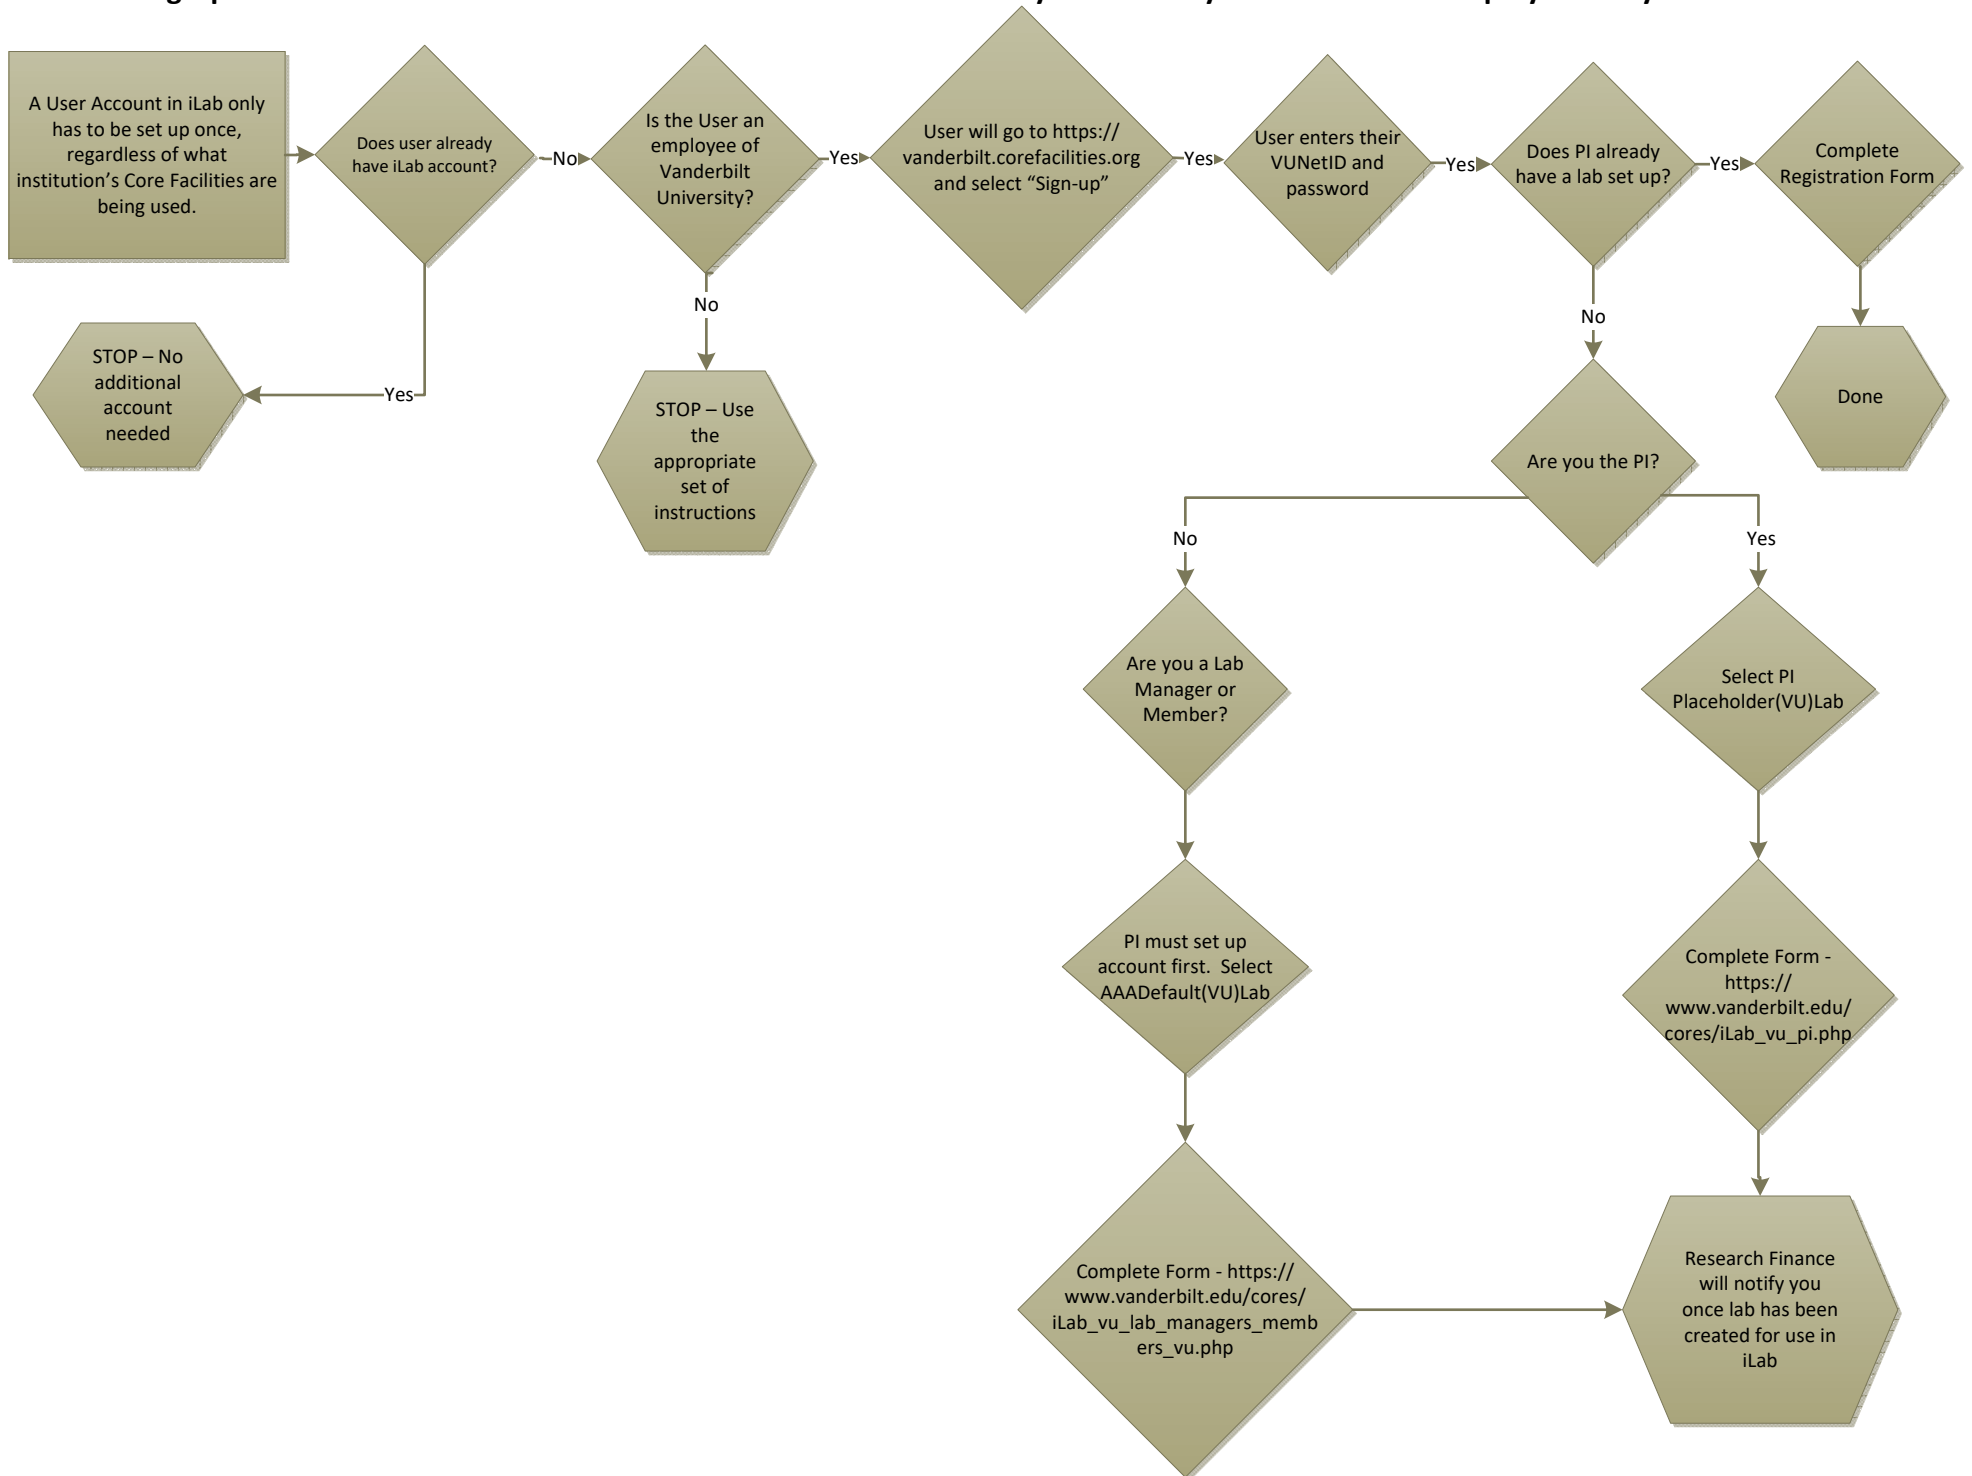 A User Account in iLab only
has to be set up once,
regardless of what
institution's Core Facilities are
being used.
Does user already
have iLab account?
No
Is the User an
employee of
Vanderbilt
University?
Yes
User will go to https://
vanderbilt.corefacilities.org
and select “Sign-up”
Yes
User enters their
VUNetID and
password
Yes
Does PI already
have a lab set up?
Yes
Complete
Registration Form
No
No
STOP – No
additional
account
needed
Yes
STOP – Use
the
appropriate
set of
instructions
Done
Are you the PI?
No
Yes
Are you a Lab
Manager or
Member?
Select PI
Placeholder(VU)Lab
PI must set up
account first.  Select
AAADefault(VU)Lab
Complete Form -
https://
www.vanderbilt.edu/
cores/iLab_vu_pi.php
Complete Form - https://
www.vanderbilt.edu/cores/
iLab_vu_lab_managers_memb
ers_vu.php
Research Finance
will notify you
once lab has been
created for use in
iLab